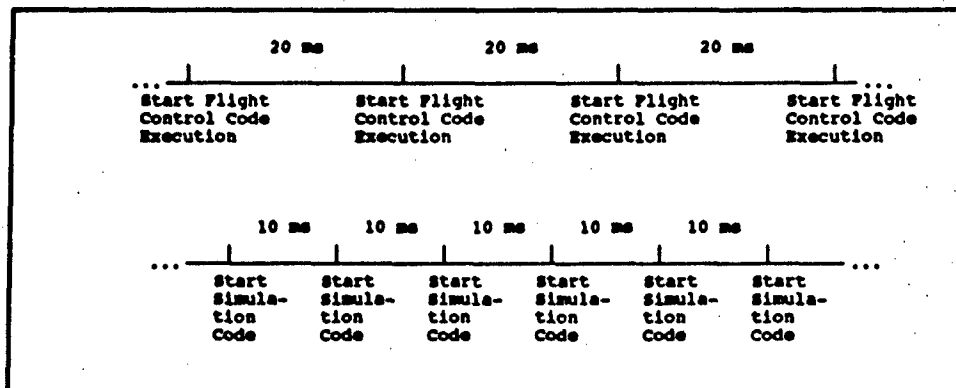 20 ms 20 ms 20 ms
... ...
Start Flight Start Flight Start Flight Start Flight
Control Code Control Code Control Code Control Code
Execution Execution Execution Execution
10 ms 10 ms 10 ms 10 ms 10 ms
... ...
Start Start Start Start Start Start
Simula- Simula- Simula- Simula- Simula- Simula-
tion tion tion tion tion tion
Code Code Code Code Code Code